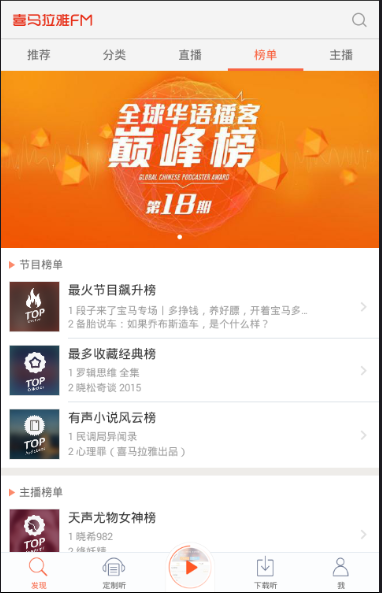 喜马拉雅FM
推荐 分类 直播 榜单 主播
全球华语播客
巅峰榜
GLOBAL CHINESE PODCASTER AWARD
第18期
节目榜单
TOP
最火节目飙升榜
1 段子来了宝马专场丨多挣钱，养好膘，开着宝马多...
2 备胎说车：如果乔布斯造车，是个什么样？
TOP
最多收藏经典榜
1 罗辑思维 全集
2 晓松奇谈 2015
TOP
有声小说风云榜
1 民调局异闻录
2 心理罪（喜马拉雅出品）
主播榜单
TOP
天声尤物女神榜
1 晓希982
发现 定制听 下载听 我